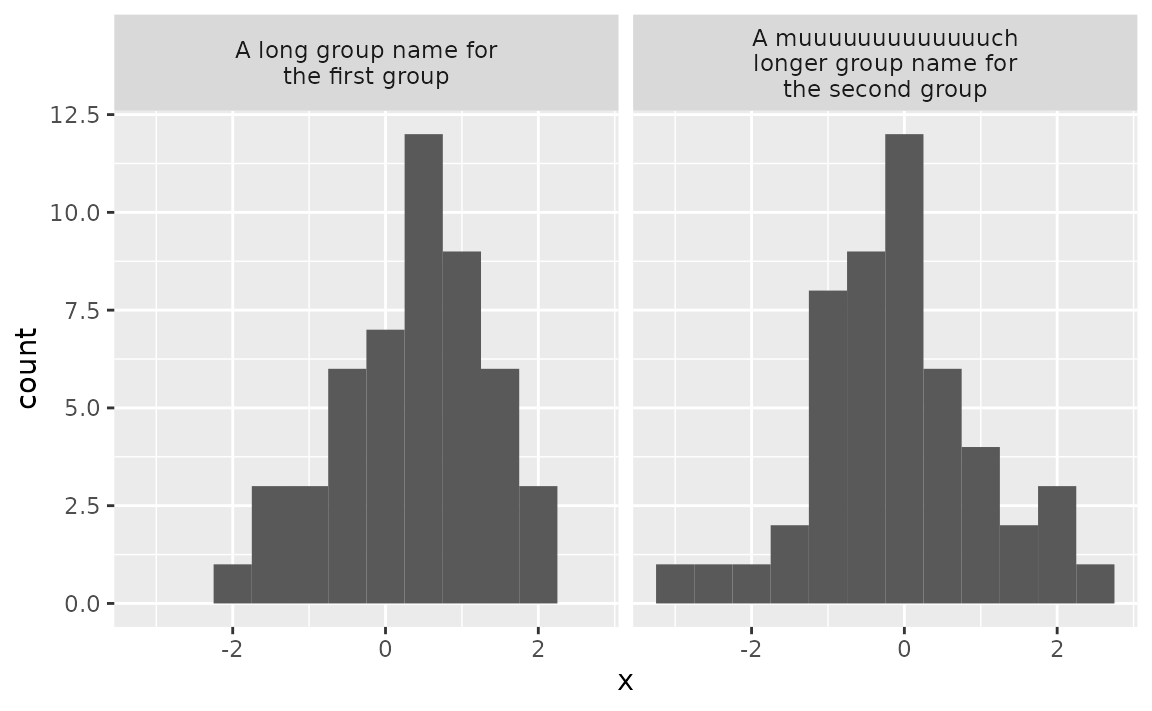 A long group name for
the first group
A muuuuuuuuuuuuuch
longer group name for
the second group
12.5
10.0
7.5
5.0
2.5
0.0
count
-2
0
2
-2
0
2
x